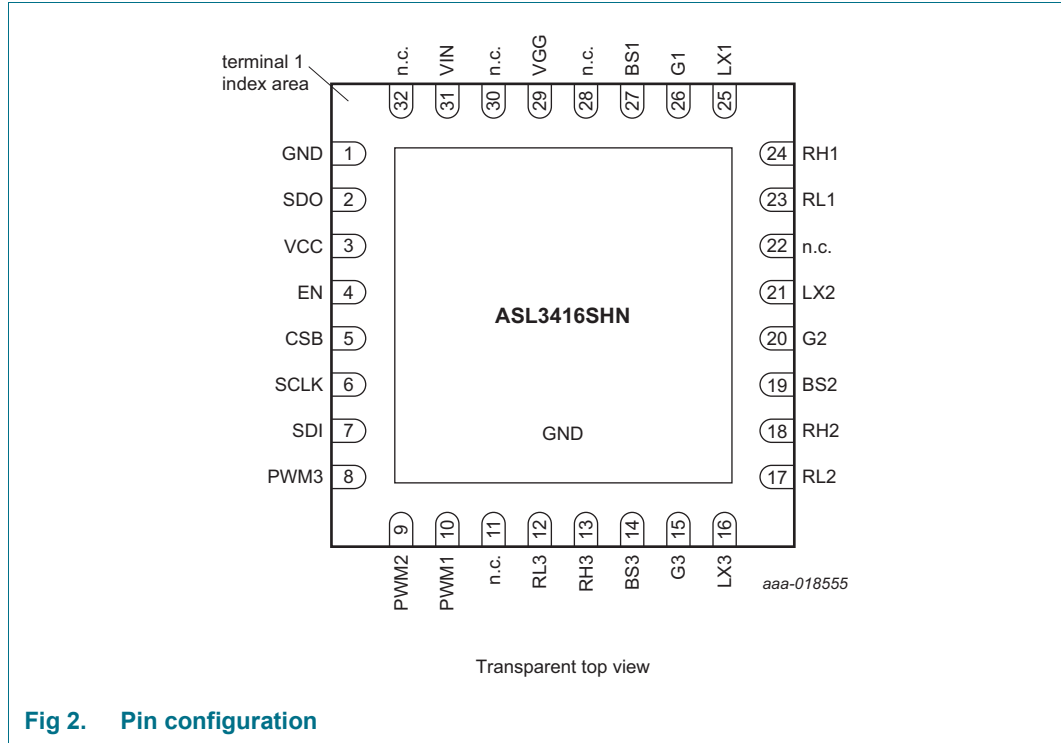 terminal 1
index area
n.c.
VIN
n.c.
VGG
n.c.
BS1
G1
LX1
32
31
30
29
28
27
26
25
GND 1
SDO 2
VCC 3
EN 4
CSB 5
SCLK 6
SDI 7
PWM3 8
24 RH1
23 RL1
22 n.c.
21 LX2
20 G2
19 BS2
18 RH2
17 RL2
ASL3416SHN
GND
9
10
11
12
13
14
15
16
PWM2
PWM1
n.c.
RL3
RH3
BS3
G3
LX3
aaa-018555
Transparent top view
Fig 2. Pin configuration